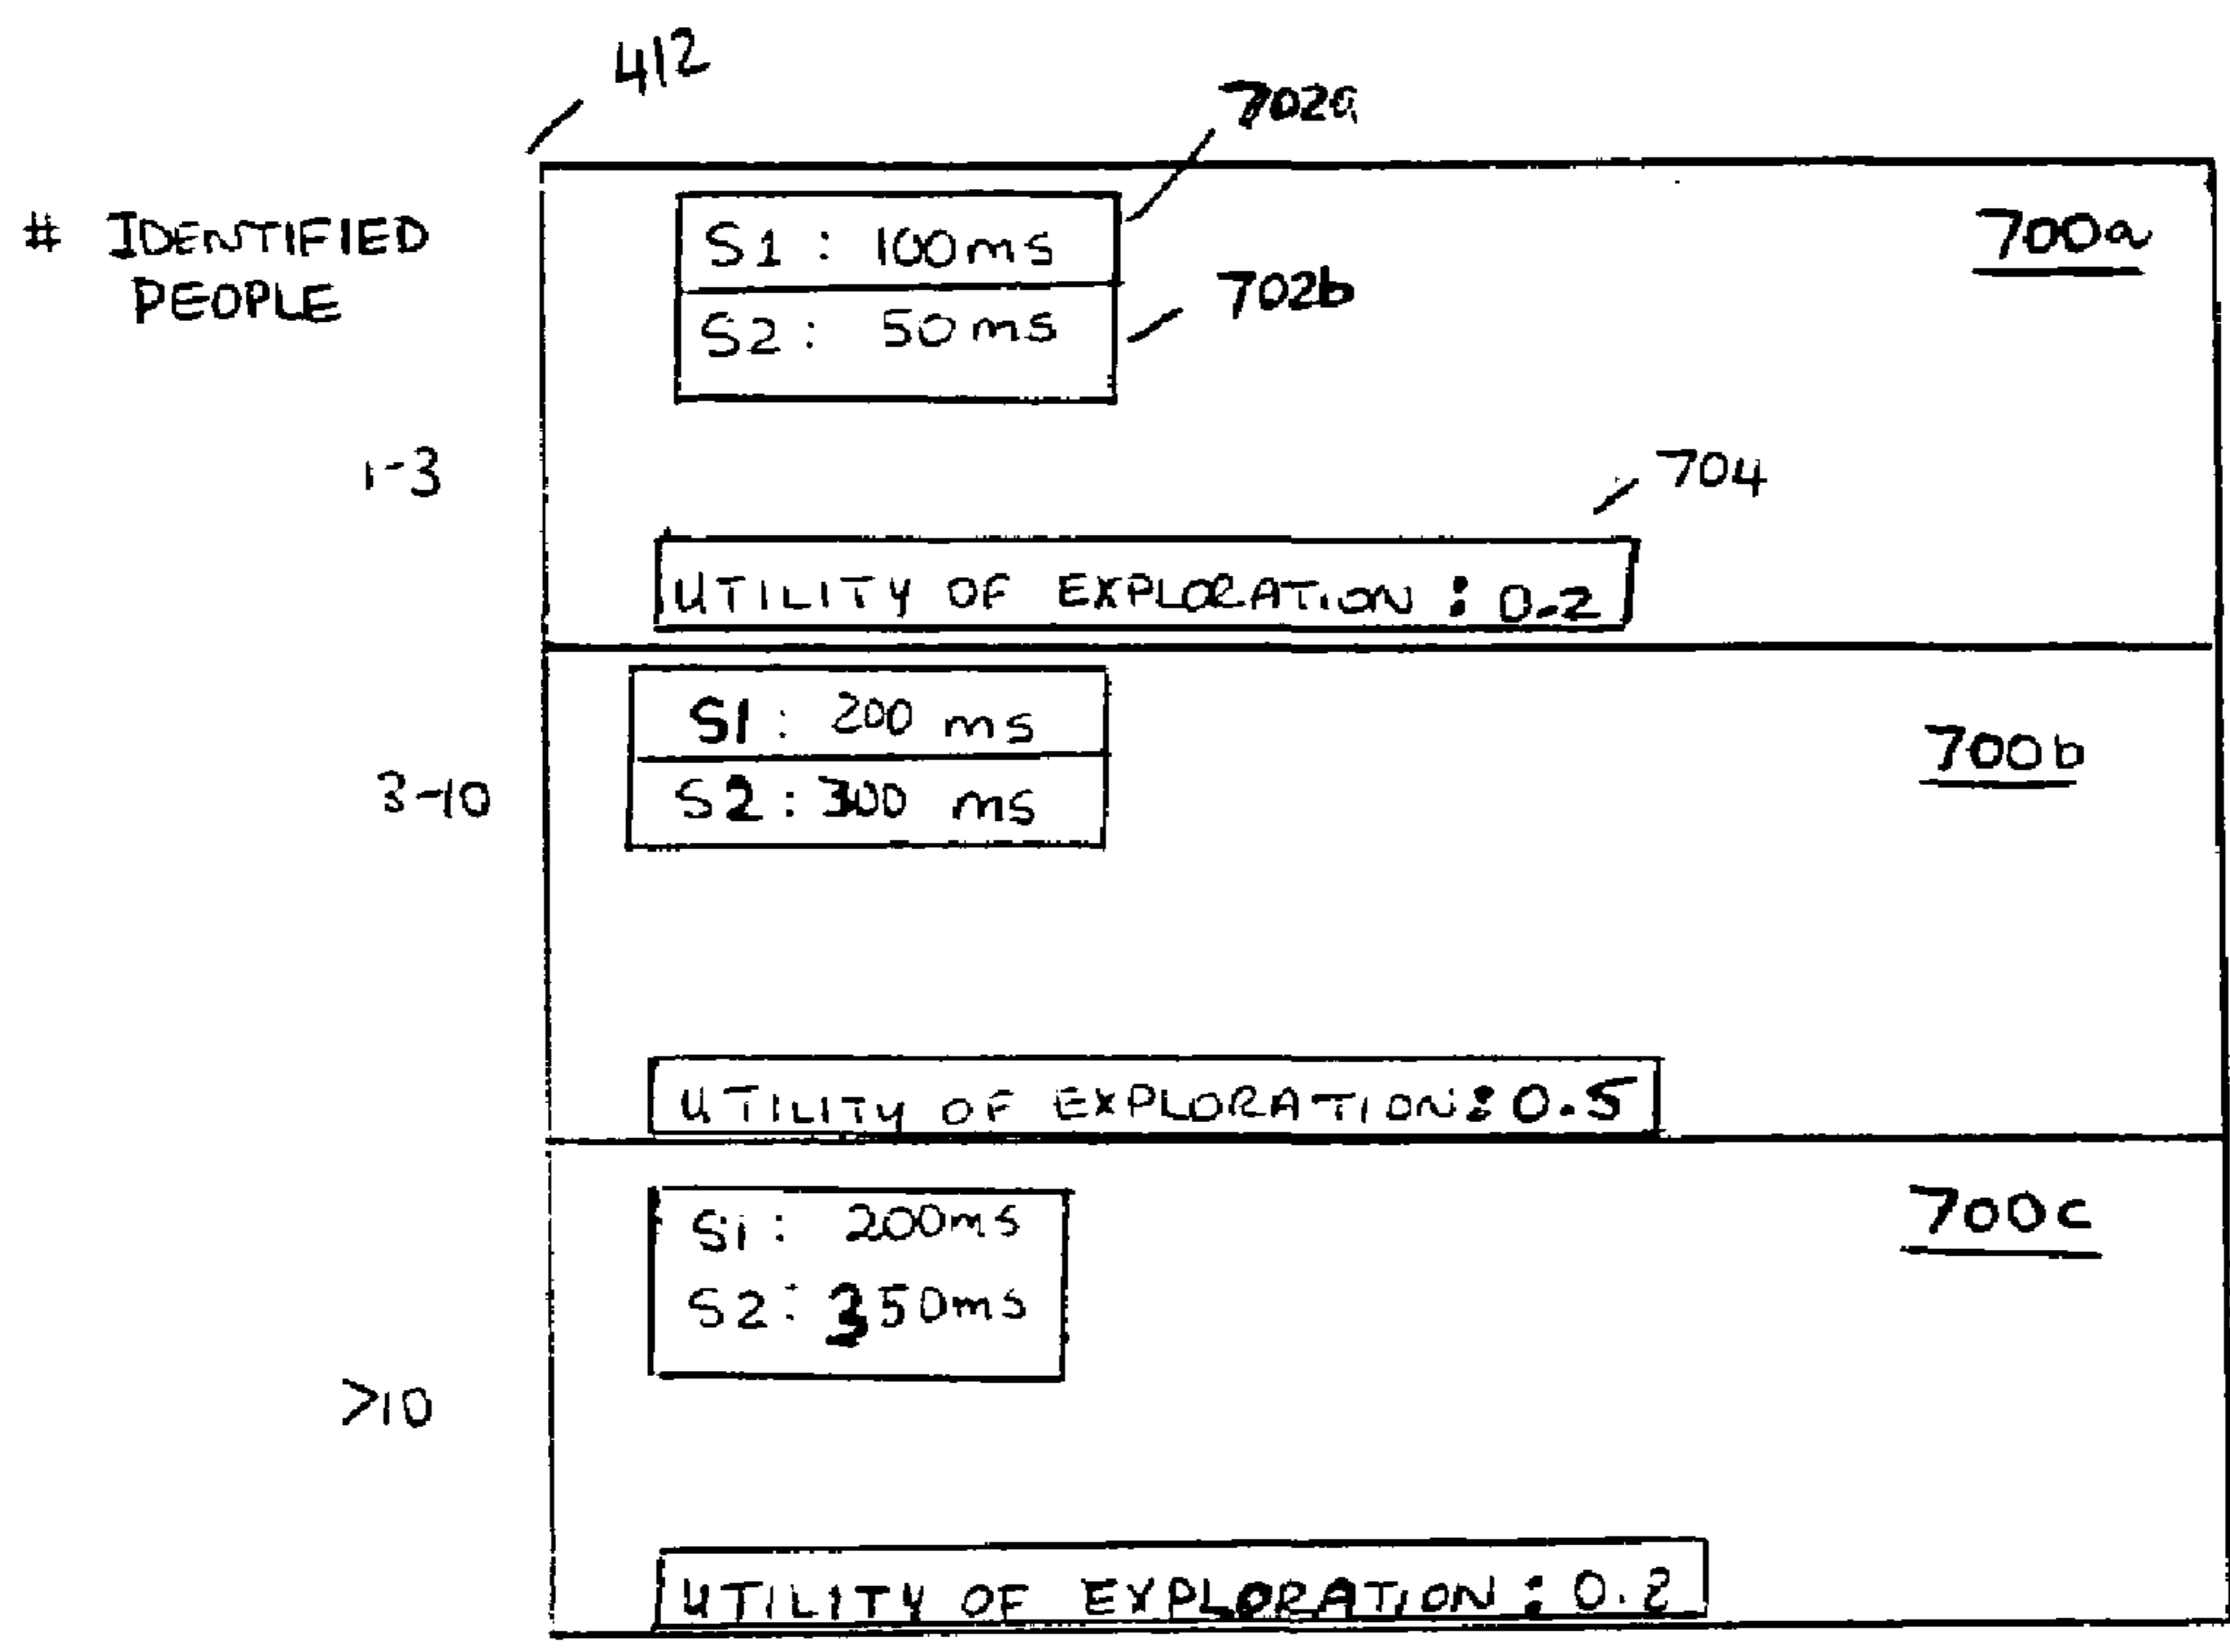 412
702a
# IDENTIFIED
PEOPLE
S1 : 100ms
700a
S2 : 50 ms
702b
1-3
704
UTILITY OF EXPLORATION : 0.2
S1 : 200 ms
700b
3-10
S2 : 300 ms
UTILITY OF EXPLORATION : 0.5
S1 : 200ms
700c
S2 : 350ms
>10
UTILITY OF EXPLORATION : 0.2